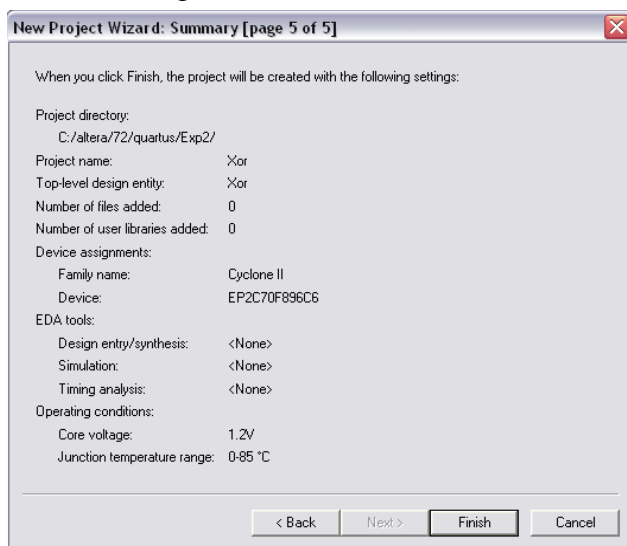 New Project Wizard: Summary [page 5 of 5]
When you click Finish, the project will be created with the following settings:
Project directory:
C:/altera/72/quartus/Exp2/
Project name: Xor
Top-level design entity: Xor
Number of files added: 0
Number of user libraries added: 0
Device assignments:
Family name: Cyclone II
Device: EP2C70F896C6
EDA tools:
Design entry/synthesis: <None>
Simulation: <None>
Timing analysis: <None>
Operating conditions:
Core voltage: 1.2V
Junction temperature range: 0-85 °C
< Back Next > Finish Cancel